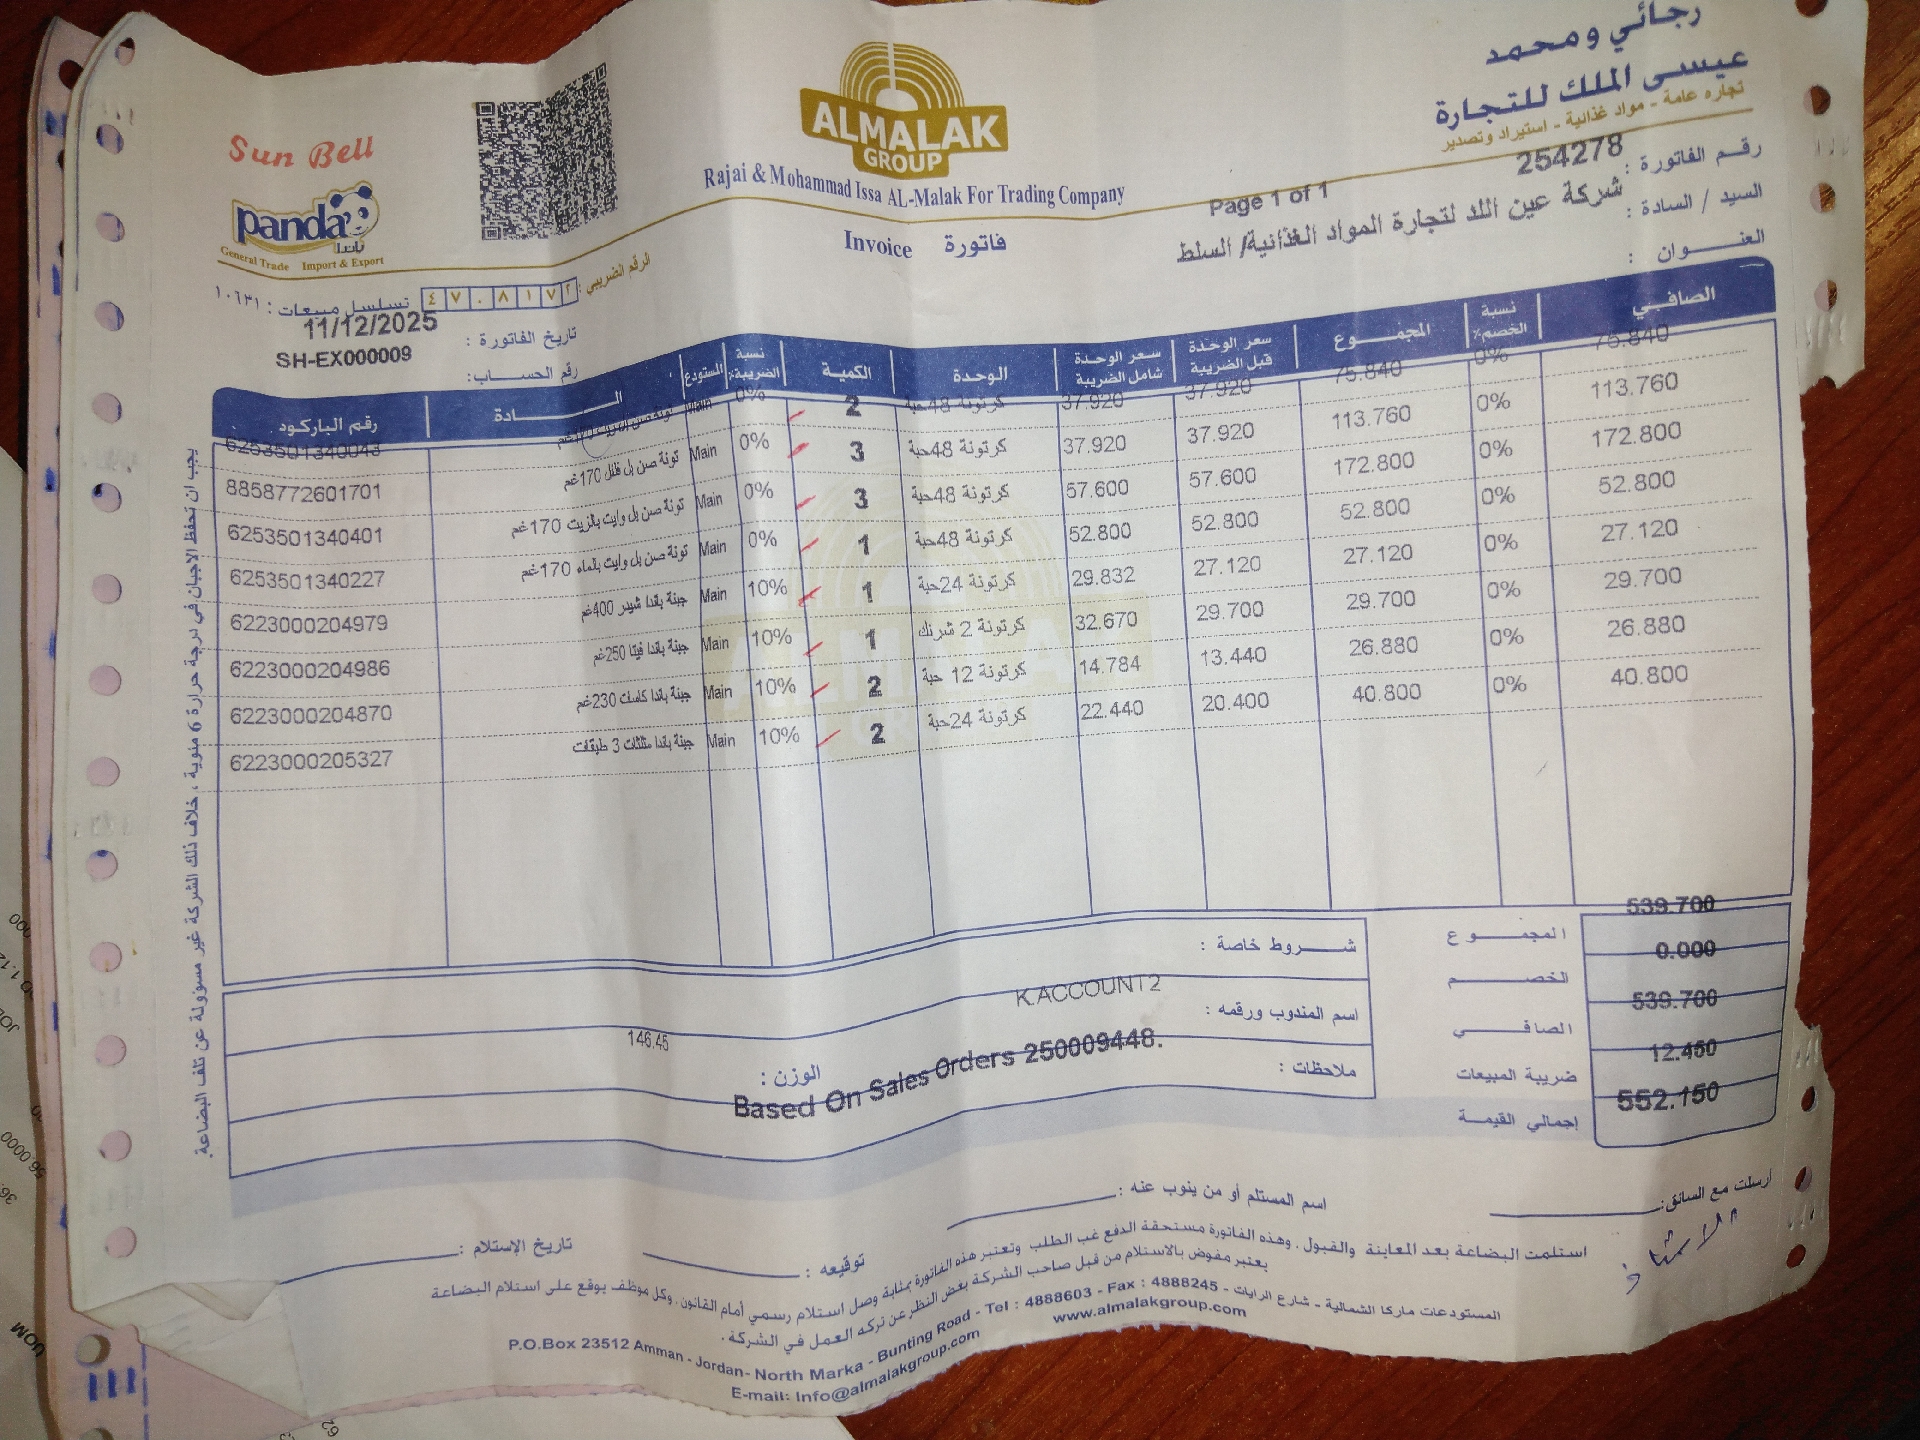 رجائي ومحمد
عيسى الملك للتجارة
تجاره عامة - مواد غذائية - استيراد وتصدير
ALMALAK
GROUP
Rajai & Mohammad Issa AL-Malak For Trading Company
Sun Bell
panda
باندا
General Trade Import & Export
Invoice فاتورة
Page 1 of 1
رقم الفاتورة : 254278
السيد / السادة : شركة عين اللد لتجارة المواد الغذائية/ السلط
العنوان :
الرقم الضريبي: ٤٧٠٨١٧٢
تسلسل مبيعات : ١٠٦٣١
تاريخ الفاتورة : 11/12/2025
رقم الحساب: SH-EX000009
رقم الباركود المادة المستودع نسبة الضريبة% الكمية الوحدة سعر الوحدة شامل الضريبة سعر الوحدة قبل الضريبة المجموع نسبة الخصم% الصافي
6253501340043 Main 0% 2 كرتونة 48حبة 37.920 37.920 75.840 0% 75.840
8858772601701 تونة صن بل فلفل 170غم Main 0% 3 كرتونة 48حبة 37.920 37.920 113.760 0% 113.760
6253501340401 تونة صن بل وايت بالزيت 170غم Main 0% 3 كرتونة 48حبة 57.600 57.600 172.800 0% 172.800
6253501340227 تونة صن بل وايت بالماء 170غم Main 0% 1 كرتونة 48حبة 52.800 52.800 52.800 0% 52.800
6223000204979 جبنة باندا شيدر 400غم Main 10% 1 كرتونة 24حبة 29.832 27.120 27.120 0% 27.120
6223000204986 جبنة باندا فيتا 250غم Main 10% 1 كرتونة 2 شرنك 32.670 29.700 29.700 0% 29.700
6223000204870 جبنة باندا كاسات 230غم Main 10% 2 كرتونة 12 حبة 14.784 13.440 26.880 0% 26.880
6223000205327 جبنة باندا مثلثات 3 طبقات Main 10% 2 كرتونة 24حبة 22.440 20.400 40.800 0% 40.800
يجب ان تحفظ الاجبان في درجة حرارة 6 مئوية ، خلاف ذلك الشركة غير مسؤولة عن تلف البضاعة.
المجموع 539.700
الخصم 0.000
الصافي 539.700
ضريبة المبيعات 12.450
إجمالي القيمة 552.150
شروط خاصة :
اسم المندوب ورقمه : K.ACCOUNT2
ملاحظات : Based On Sales Orders 250009448.
الوزن : 146.45
أرسلت مع السائق:
اسم المستلم أو من ينوب عنه :
توقيعه :
تاريخ الإستلام :
استلمت البضاعة بعد المعاينة والقبول . وهذه الفاتورة مستحقة الدفع غب الطلب وتعتبر هذه الفاتورة بمثابة وصل استلام رسمي أمام القانون . وكل موظف يوقع على استلام البضاعة
يعتبر مفوض بالاستلام من قبل صاحب الشركة بغض النظر عن تركه العمل في الشركة .
المستودعات ماركا الشمالية - شارع الرايات - Fax : 4888245
P.O.Box 23512 Amman - Jordan- North Marka - Bunting Road - Tel : 4888603
E-mail: Info@almalakgroup.com www.almalakgroup.com